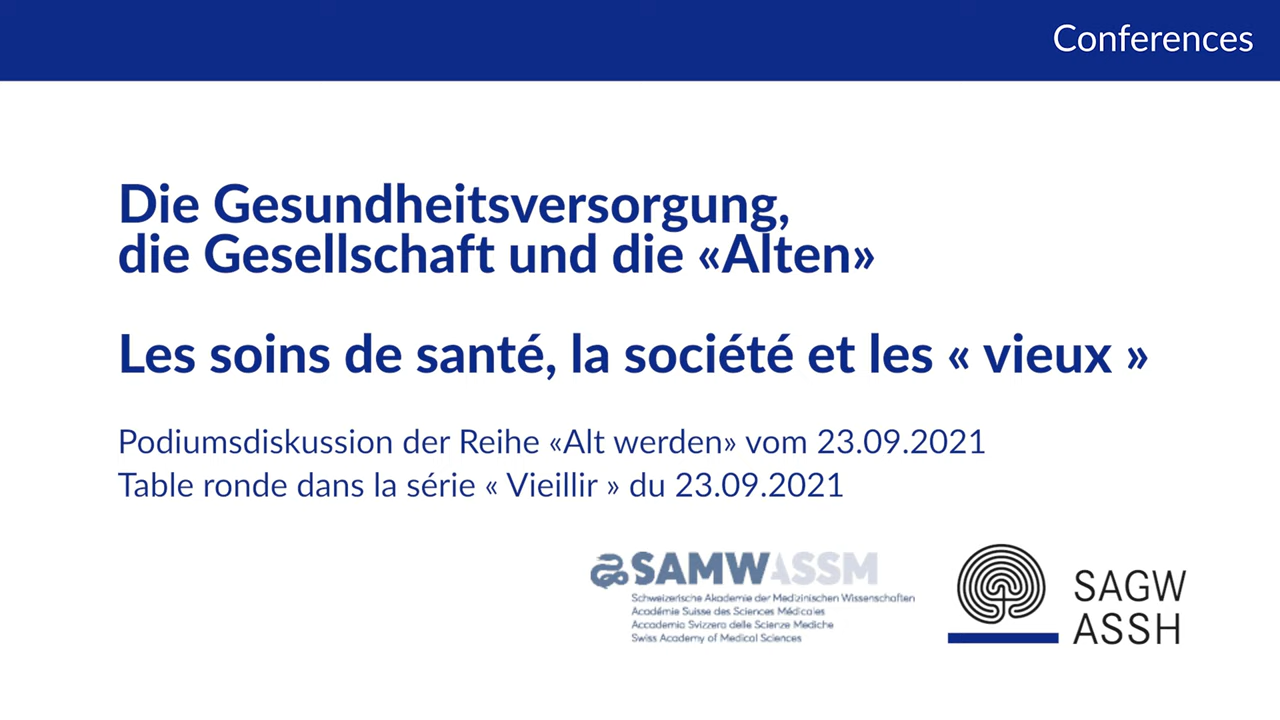 Conferences
Die Gesundheitsversorgung,
die Gesellschaft und die «Alten»
Les soins de santé, la société et les « vieux »
Podiumsdiskussion der Reihe «Alt werden» vom 23.09.2021
Table ronde dans la série « Vieillir » du 23.09.2021
SAMWASSM
Schweizerische Akademie der Medizinischen Wissenschaften
Académie Suisse des Sciences Médicales
Accademia Svizzera delle Scienze Mediche
Swiss Academy of Medical Sciences
SAGW
ASSH